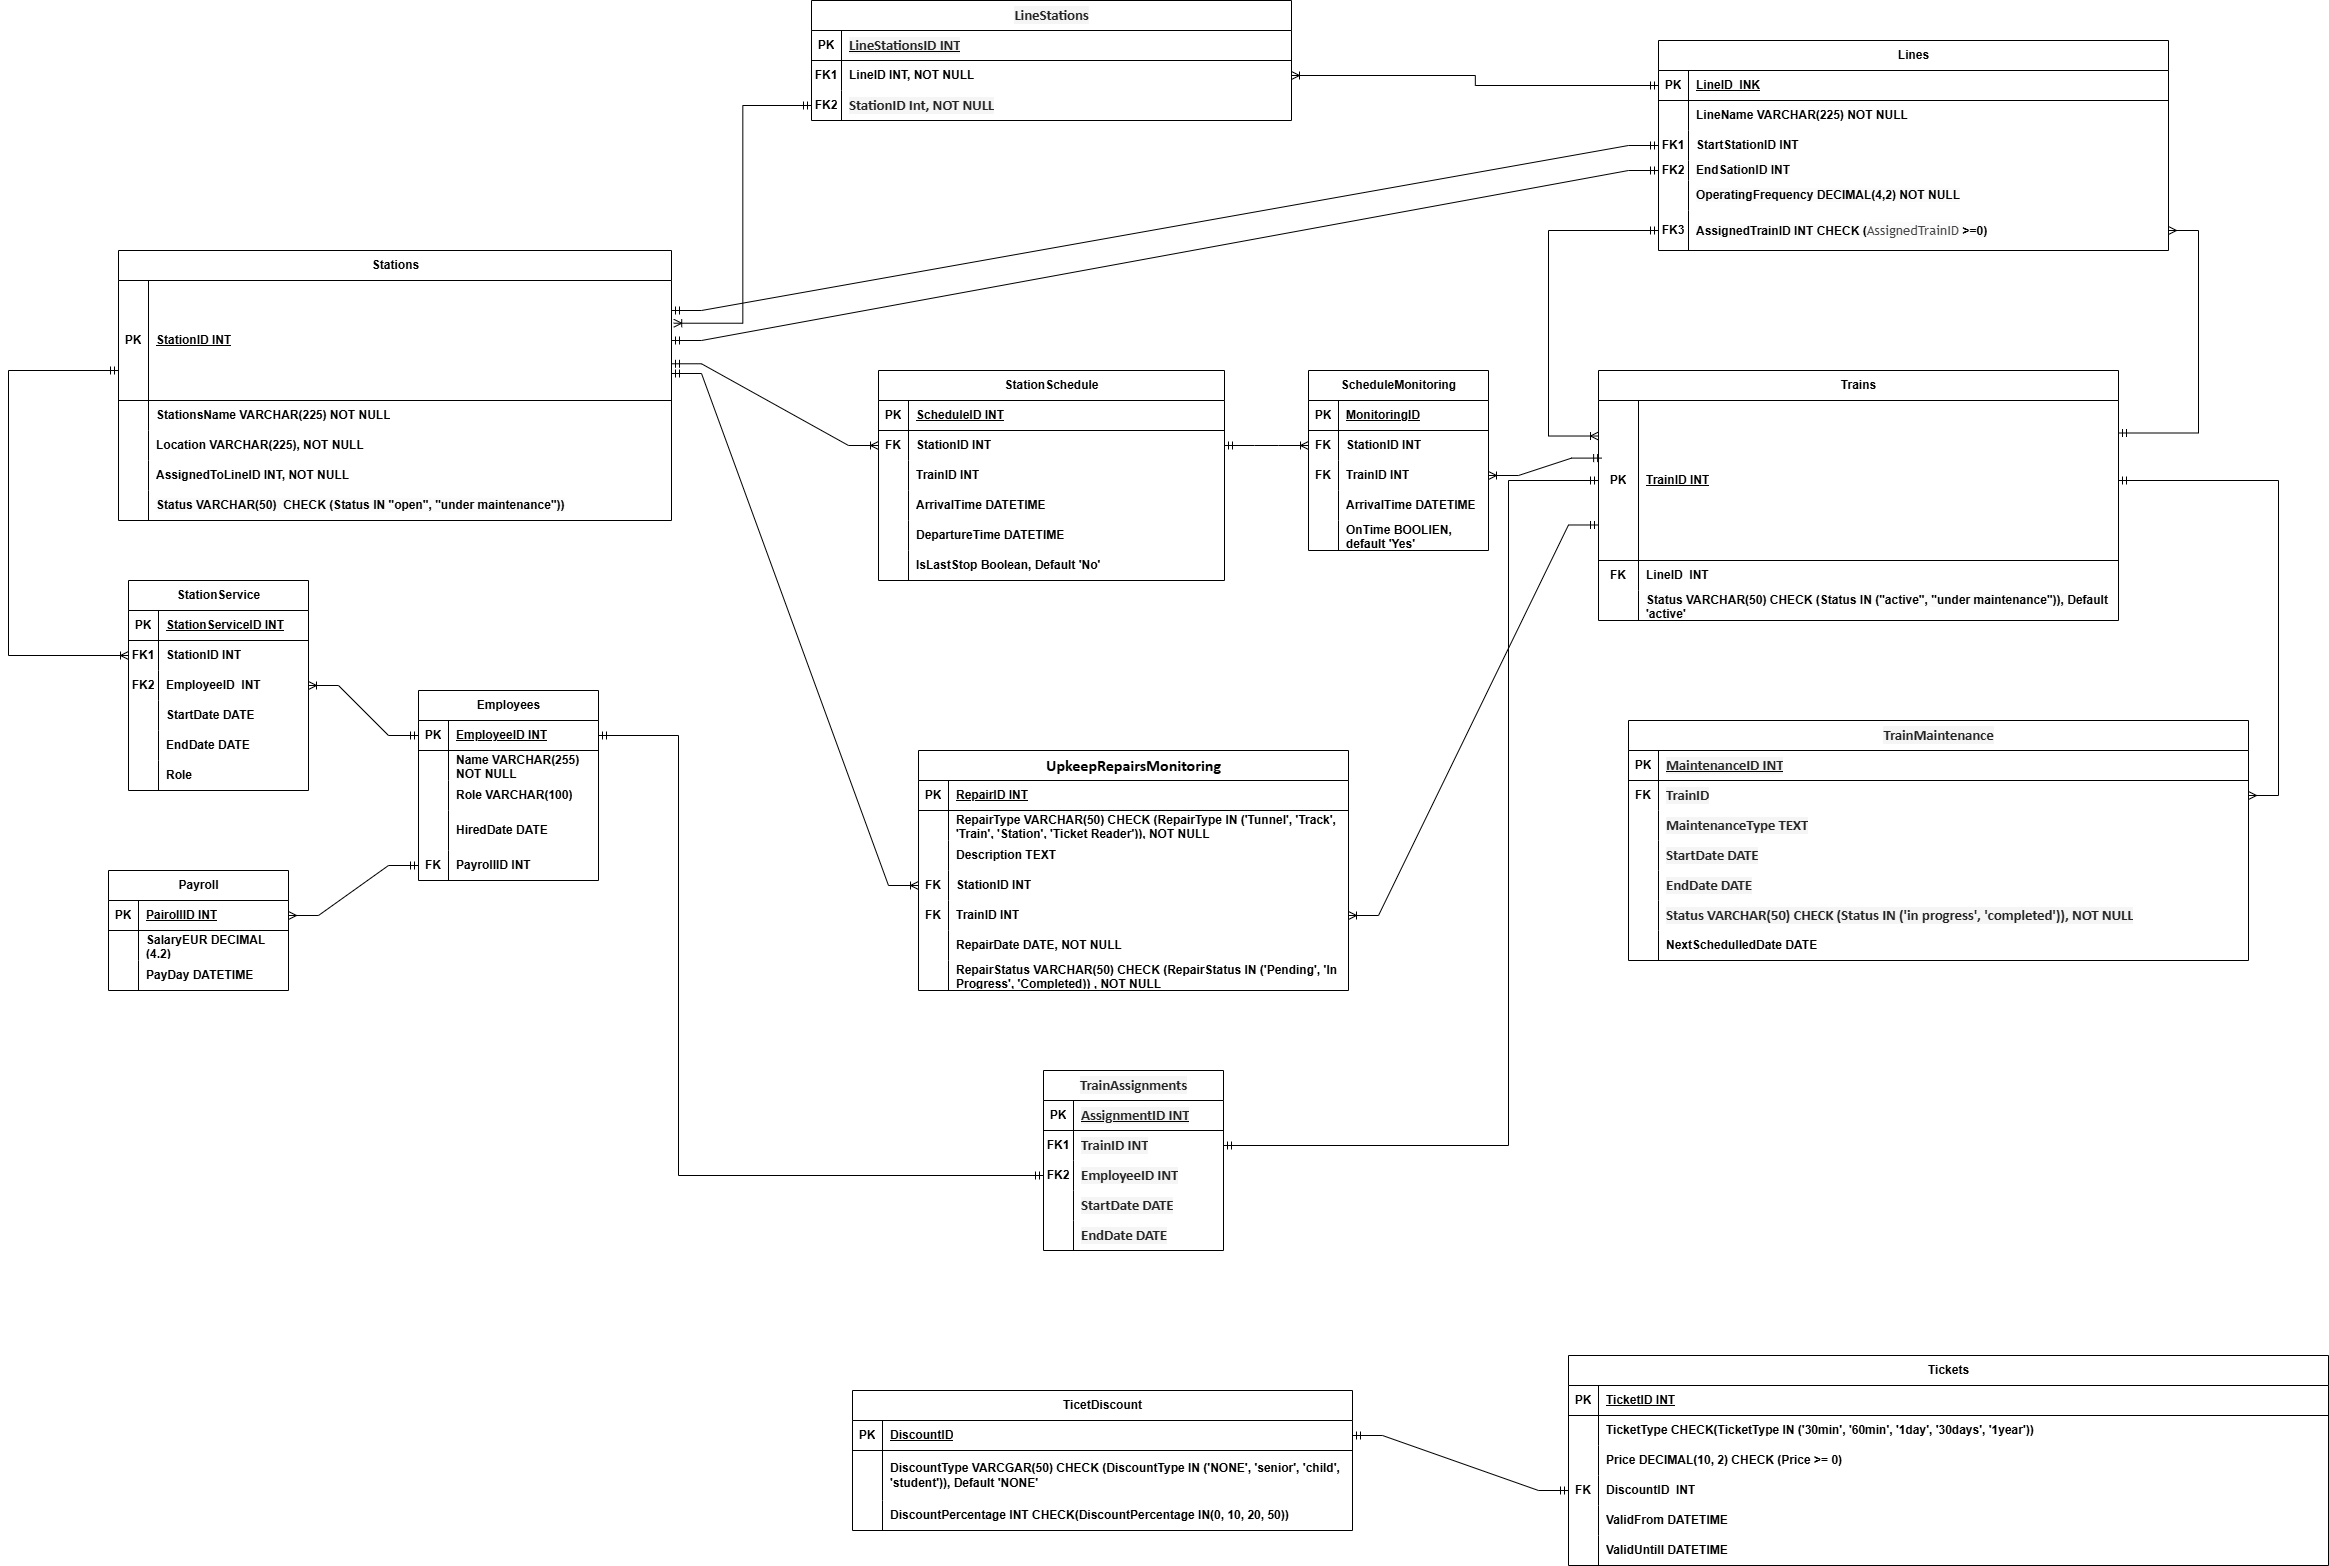 LineStations
PK LineStationsID INT
FK1 LineID INT, NOT NULL
FK2 StationID Int, NOT NULL
Lines
PK LineID INK
LineName VARCHAR(225) NOT NULL
FK1 StartStationID INT
FK2 EndSationID INT
OperatingFrequency DECIMAL(4,2) NOT NULL
FK3 AssignedTrainID INT CHECK (AssignedTrainID >=0)
Stations
PK StationID INT
StationsName VARCHAR(225) NOT NULL
Location VARCHAR(225), NOT NULL
AssignedToLineID INT, NOT NULL
Status VARCHAR(50) CHECK (Status IN "open", "under maintenance"))
StationSchedule
PK ScheduleID INT
FK StationID INT
TrainID INT
ArrivalTime DATETIME
DepartureTime DATETIME
IsLastStop Boolean, Default 'No'
ScheduleMonitoring
PK MonitoringID
FK StationID INT
FK TrainID INT
ArrivalTime DATETIME
OnTime BOOLIEN,
default 'Yes'
Trains
PK TrainID INT
FK LineID INT
Status VARCHAR(50) CHECK (Status IN ("active", "under maintenance")), Default
'active'
StationService
PK StationServiceID INT
FK1 StationID INT
FK2 EmployeeID INT
StartDate DATE
EndDate DATE
Role
Employees
PK EmployeeID INT
Name VARCHAR(255)
NOT NULL
Role VARCHAR(100)
HiredDate DATE
FK PayrollID INT
Payroll
PK PairollID INT
SalaryEUR DECIMAL
(4.2)
PayDay DATETIME
UpkeepRepairsMonitoring
PK RepairID INT
RepairType VARCHAR(50) CHECK (RepairType IN ('Tunnel', 'Track',
'Train', 'Station', 'Ticket Reader')), NOT NULL
Description TEXT
FK StationID INT
FK TrainID INT
RepairDate DATE, NOT NULL
RepairStatus VARCHAR(50) CHECK (RepairStatus IN ('Pending', 'In
Progress', 'Completed')) , NOT NULL
TrainMaintenance
PK MaintenanceID INT
FK TrainID
MaintenanceType TEXT
StartDate DATE
EndDate DATE
Status VARCHAR(50) CHECK (Status IN ('in progress', 'completed')), NOT NULL
NextSchedulledDate DATE
TrainAssignments
PK AssignmentID INT
FK1 TrainID INT
FK2 EmployeeID INT
StartDate DATE
EndDate DATE
TicetDiscount
PK DiscountID
DiscountType VARCGAR(50) CHECK (DiscountType IN ('NONE', 'senior', 'child',
'student')), Default 'NONE'
DiscountPercentage INT CHECK(DiscountPercentage IN(0, 10, 20, 50))
Tickets
PK TicketID INT
TicketType CHECK(TicketType IN ('30min', '60min', '1day', '30days', '1year'))
Price DECIMAL(10, 2) CHECK (Price >= 0)
FK DiscountID INT
ValidFrom DATETIME
ValidUntill DATETIME